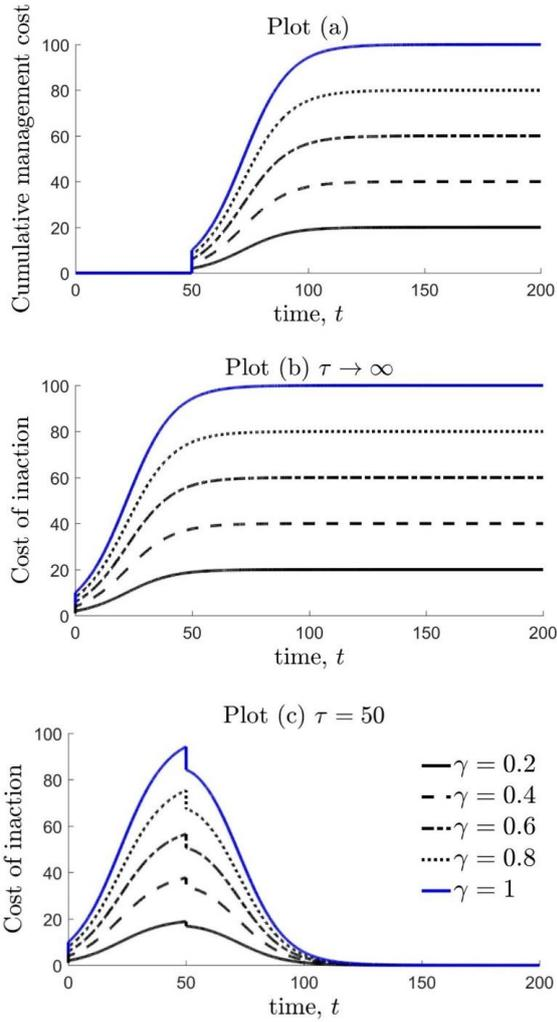 Plot (a)
Cumulative management cost
100
80
60
40
20
0
0 50 100 150 200
time, t
Plot (b) τ → ∞
Cost of inaction
100
80
60
40
20
0
0 50 100 150 200
time, t
Plot (c) τ = 50
Cost of inaction
100
80
60
40
20
0
0 50 100 150 200
time, t
γ = 0.2
γ = 0.4
γ = 0.6
γ = 0.8
γ = 1